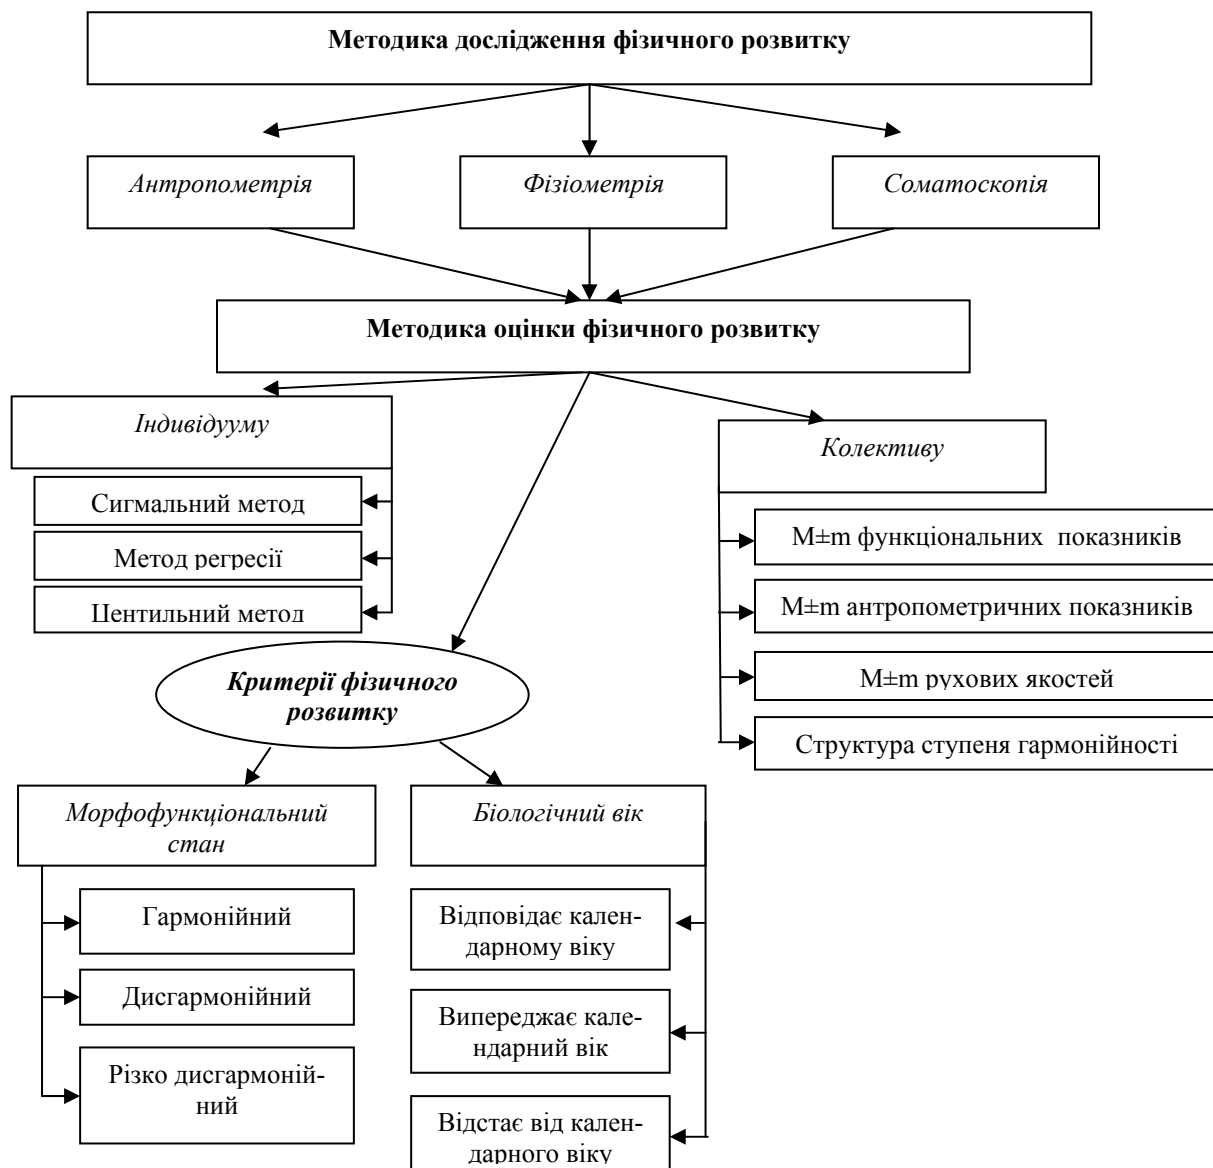 Методика дослідження фізичного розвитку
Антропометрія
Фізіометрія
Соматоскопія
Методика оцінки фізичного розвитку
Індивідууму
Колективу
Сигмальний метод
Метод регресії
Центильний метод
M±m функціональних показників
M±m антропометричних показників
M±m рухових якостей
Структура ступеня гармонійності
Критерії фізичного
розвитку
Морфофункціональний
стан
Біологічний вік
Гармонійний
Дисгармонійний
Різко дисгармоній-
ний
Відповідає кален-
дарному віку
Випереджає кале-
ндарний вік
Відстає від кален-
дарного віку